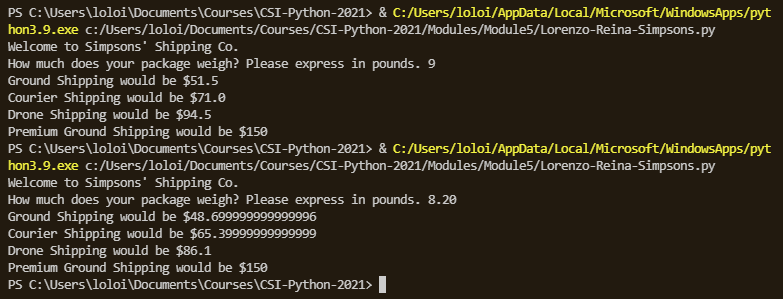 PS C:\Users\loloi\Documents\Courses\CSI-Python-2021> & C:/Users/loloi/AppData/Local/Microsoft/WindowsApps/pyt
hon3.9.exe c:/Users/loloi/Documents/Courses/CSI-Python-2021/Modules/Module5/Lorenzo-Reina-Simpsons.py
Welcome to Simpsons' Shipping Co.
How much does your package weigh? Please express in pounds. 9
Ground Shipping would be $51.5
Courier Shipping would be $71.0
Drone Shipping would be $94.5
Premium Ground Shipping would be $150
PS C:\Users\loloi\Documents\Courses\CSI-Python-2021> & C:/Users/loloi/AppData/Local/Microsoft/WindowsApps/pyt
hon3.9.exe c:/Users/loloi/Documents/Courses/CSI-Python-2021/Modules/Module5/Lorenzo-Reina-Simpsons.py
Welcome to Simpsons' Shipping Co.
How much does your package weigh? Please express in pounds. 8.20
Ground Shipping would be $48.699999999999996
Courier Shipping would be $65.39999999999999
Drone Shipping would be $86.1
Premium Ground Shipping would be $150
PS C:\Users\loloi\Documents\Courses\CSI-Python-2021>